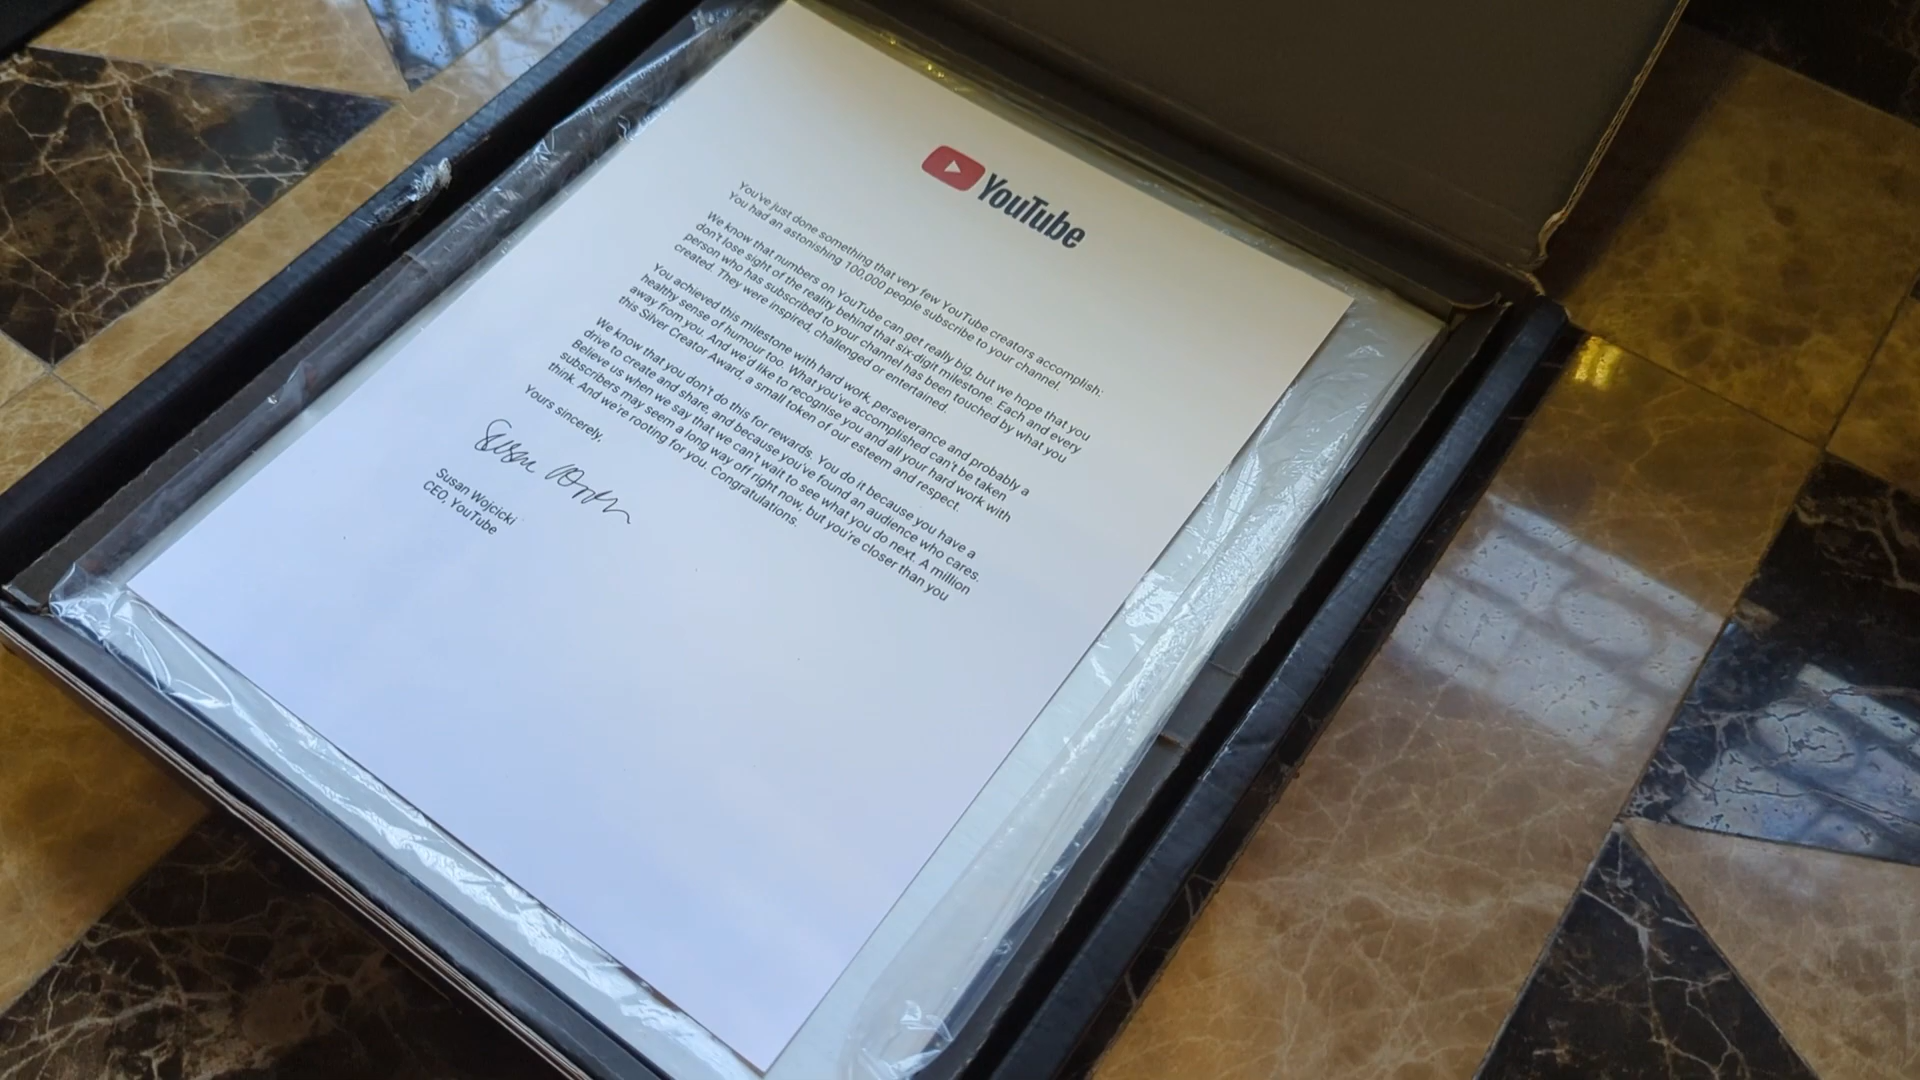 YouTube
You've just done something that very few YouTube creators accomplish:
You had an astonishing 100,000 people subscribe to your channel.
We know that numbers on YouTube can get really big, but we hope that you
don't lose sight of the reality behind that six-digit milestone. Each and every
person who has subscribed to your channel has been touched by what you
created. They were inspired, challenged or entertained.
You achieved this milestone with hard work, perseverance and probably a
healthy sense of humour too. What you've accomplished can't be taken
away from you. And we'd like to recognise you and all your hard work with
this Silver Creator Award, a small token of our esteem and respect.
We know that you don't do this for rewards. You do it because you have a
drive to create and share, and because you've found an audience who cares.
Believe us when we say that we can't wait to see what you do next. A million
subscribers may seem a long way off right now, but you're closer than you
think. And we're rooting for you. Congratulations.
Yours sincerely,
Susan Wojcicki
CEO, YouTube